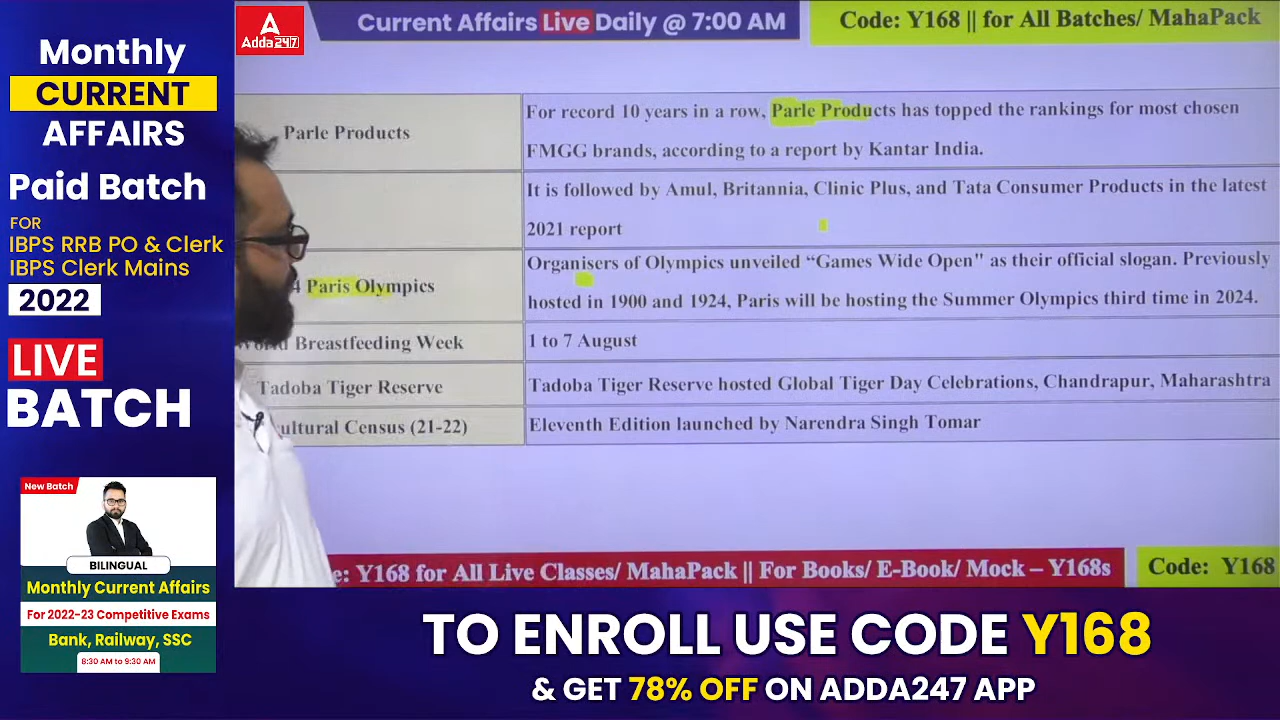 Monthly
CURRENT
AFFAIRS
Paid Batch
FOR
IBPS RRB PO & Clerk
IBPS Clerk Mains
2022
LIVE
BATCH
New Batch
BILINGUAL
Monthly Current Affairs
For 2022-23 Competitive Exams
Bank, Railway, SSC
8:30 AM to 9:30 AM
A
Adda247
Current Affairs Live Daily @ 7:00 AM
Code: Y168 || for All Batches/ MahaPack
Parle Products
For record 10 years in a row, Parle Products has topped the rankings for most chosen
FMGG brands, according to a report by Kantar India.
It is followed by Amul, Britannia, Clinic Plus, and Tata Consumer Products in the latest
2021 report
4 Paris Olympics
Organisers of Olympics unveiled “Games Wide Open" as their official slogan. Previously
hosted in 1900 and 1924, Paris will be hosting the Summer Olympics third time in 2024.
World Breastfeeding Week
1 to 7 August
Tadoba Tiger Reserve
Tadoba Tiger Reserve hosted Global Tiger Day Celebrations, Chandrapur, Maharashtra
ultural Census (21-22)
Eleventh Edition launched by Narendra Singh Tomar
e: Y168 for All Live Classes/ MahaPack || For Books/ E-Book/ Mock – Y168s
Code: Y168
TO ENROLL USE CODE Y168
& GET 78% OFF ON ADDA247 APP